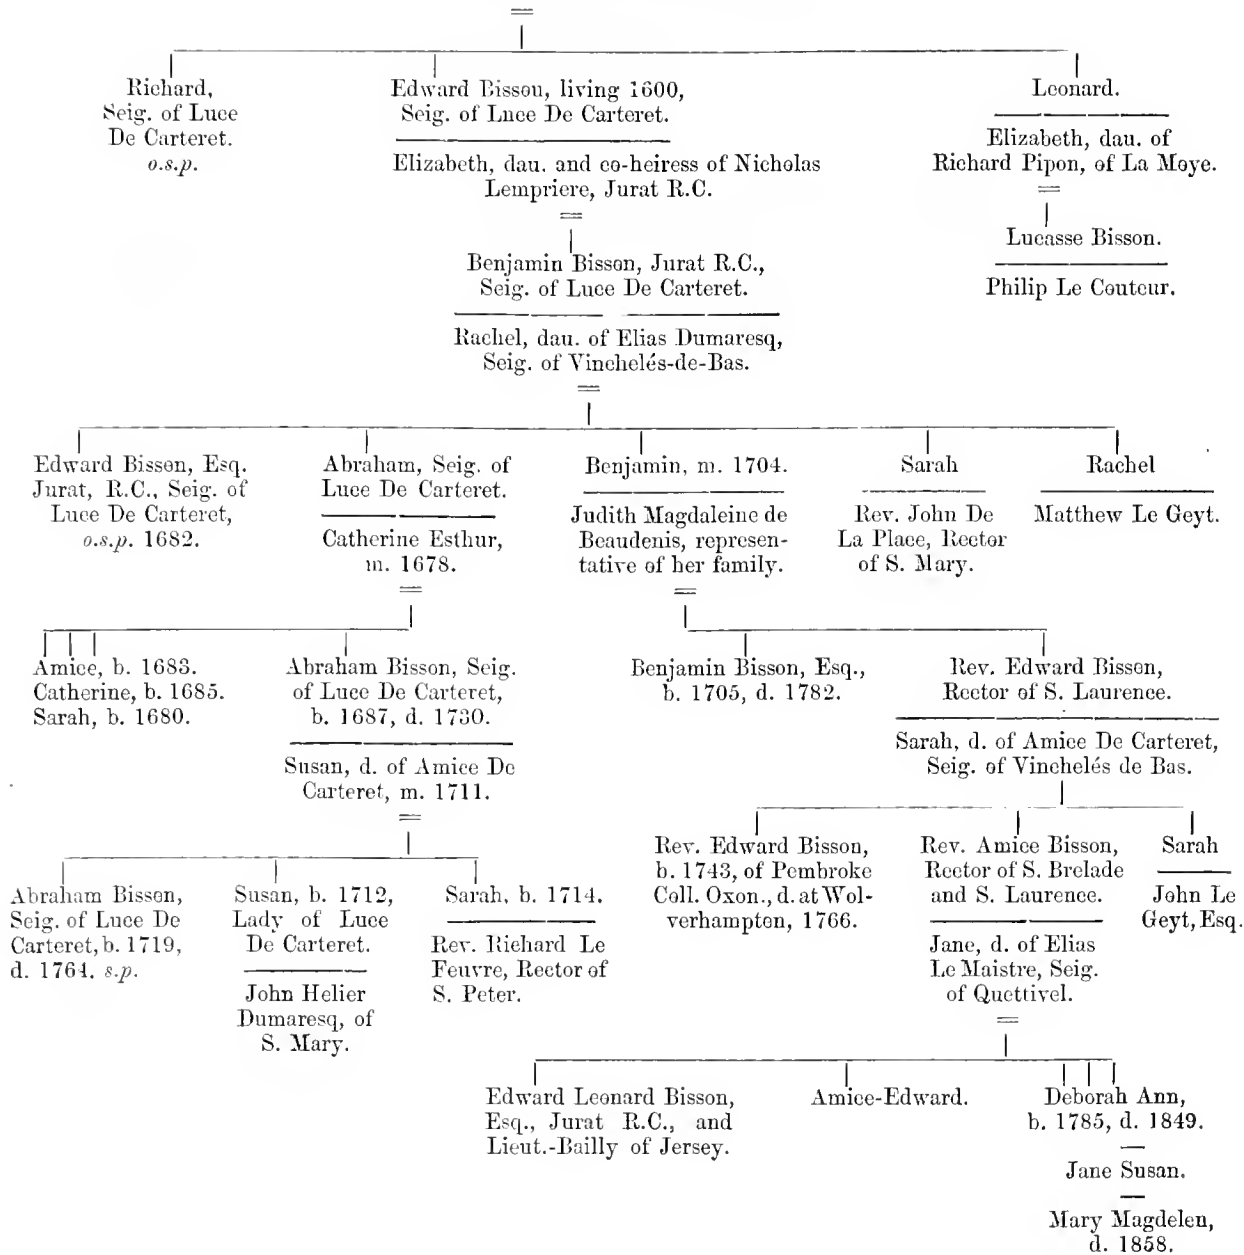 Richard,
Seig. of Luce
De Carteret.
o.s.p.
Edward Bisson, living 1600,
Seig. of Luce De Carteret.
Elizabeth, dau. and co-heiress of Nicholas
Lempriere, Jurat R.C.
Leonard.
Elizabeth, dau. of
Richard Pipon, of La Moye.
Lucasse Bisson.
Philip Le Couteur.
Benjamin Bisson, Jurat R.C.,
Seig. of Luce De Carteret.
Rachel, dau. of Elias Dumaresq,
Seig. of Vinchelés-de-Bas.
Edward Bisson, Esq.
Jurat, R.C., Seig. of
Luce De Carteret,
o.s.p. 1682.
Abraham, Seig. of
Luce De Carteret.
Catherine Esthur,
m. 1678.
Benjamin, m. 1704.
Judith Magdaleine de
Beaudenis, represen-
tative of her family.
Sarah
Rev. John De
La Place, Rector
of S. Mary.
Rachel
Matthew Le Geyt.
Amice, b. 1683.
Catherine, b. 1685.
Sarah, b. 1680.
Abraham Bisson, Seig.
of Luce De Carteret,
b. 1687, d. 1730.
Susan, d. of Amice De
Carteret, m. 1711.
Benjamin Bisson, Esq.,
b. 1705, d. 1782.
Rev. Edward Bisson,
Rector of S. Laurence.
Sarah, d. of Amice De Carteret,
Seig. of Vinchelés de Bas.
Abraham Bisson,
Seig. of Luce De
Carteret, b. 1719,
d. 1764. s.p.
Susan, b. 1712,
Lady of Luce
De Carteret.
John Helier
Dumaresq, of
S. Mary.
Sarah, b. 1714.
Rev. Richard Le
Feuvre, Rector of
S. Peter.
Rev. Edward Bisson,
b. 1743, of Pembroke
Coll. Oxon., d. at Wol-
verhampton, 1766.
Rev. Amice Bisson,
Rector of S. Brelade
and S. Laurence.
Jane, d. of Elias
Le Maistre, Seig.
of Quettivel.
Sarah
John Le
Geyt, Esq.
Edward Leonard Bisson,
Esq., Jurat R.C., and
Lieut.-Bailly of Jersey.
Amice-Edward.
Deborah Ann,
b. 1785, d. 1849.
Jane Susan.
Mary Magdelen,
d. 1858.